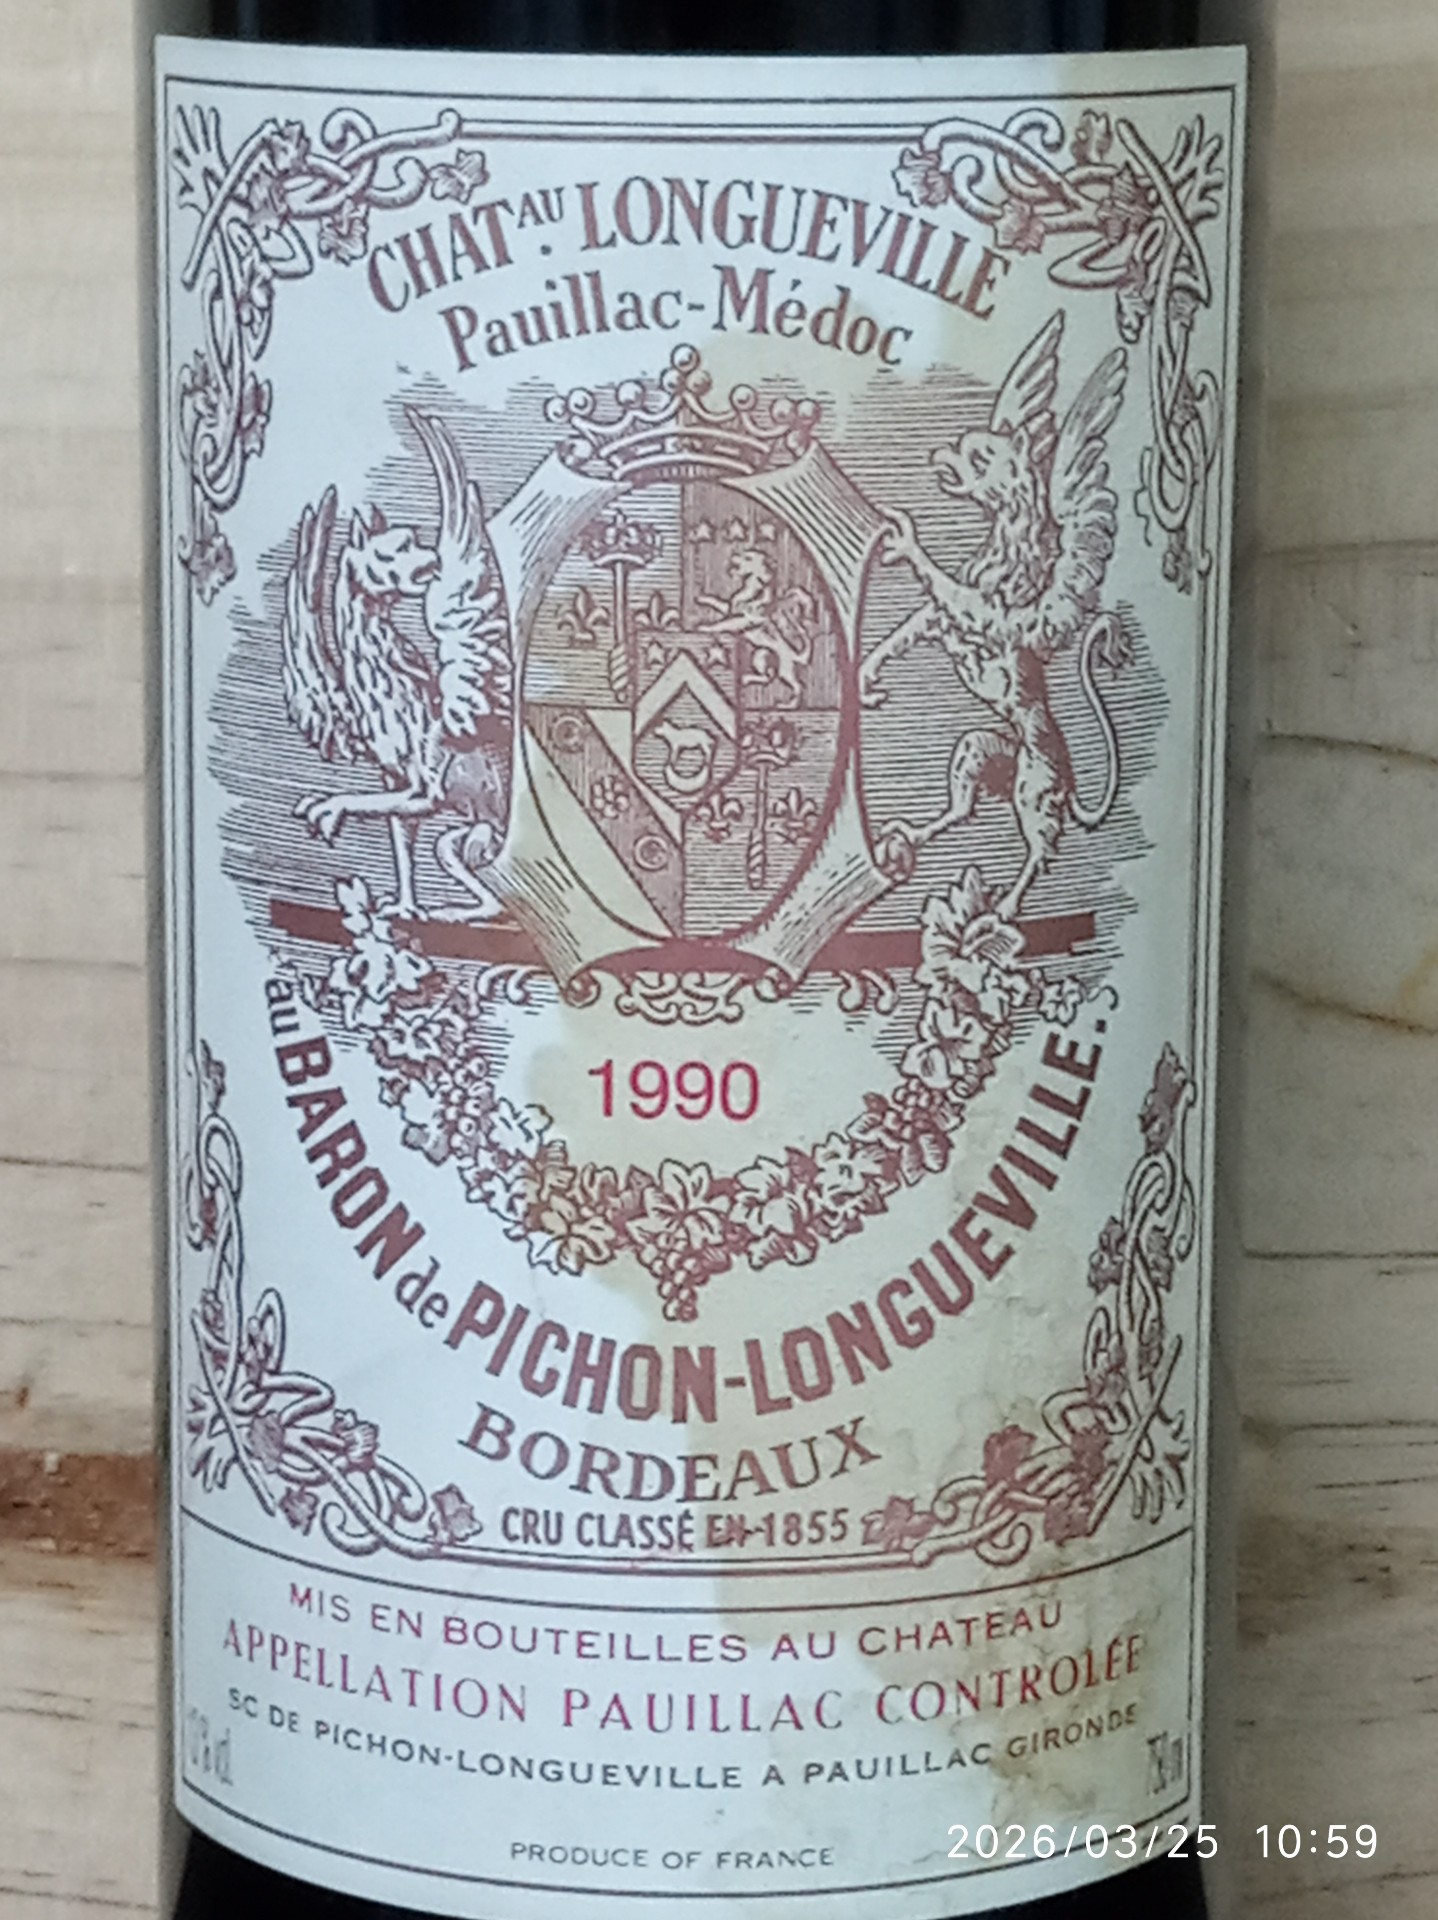 CHATAU. LONGUEVILLE
Pauillac-Médoc
1990
au BARON de PICHON-LONGUEVILLE.
BORDEAUX
CRU CLASSÉ EN 1855
MIS EN BOUTEILLES AU CHATEAU
APPELLATION PAUILLAC CONTROLÉE
SC DE PICHON-LONGUEVILLE A PAUILLAC GIRONDE
PRODUCE OF FRANCE
2026/03/25 10:59